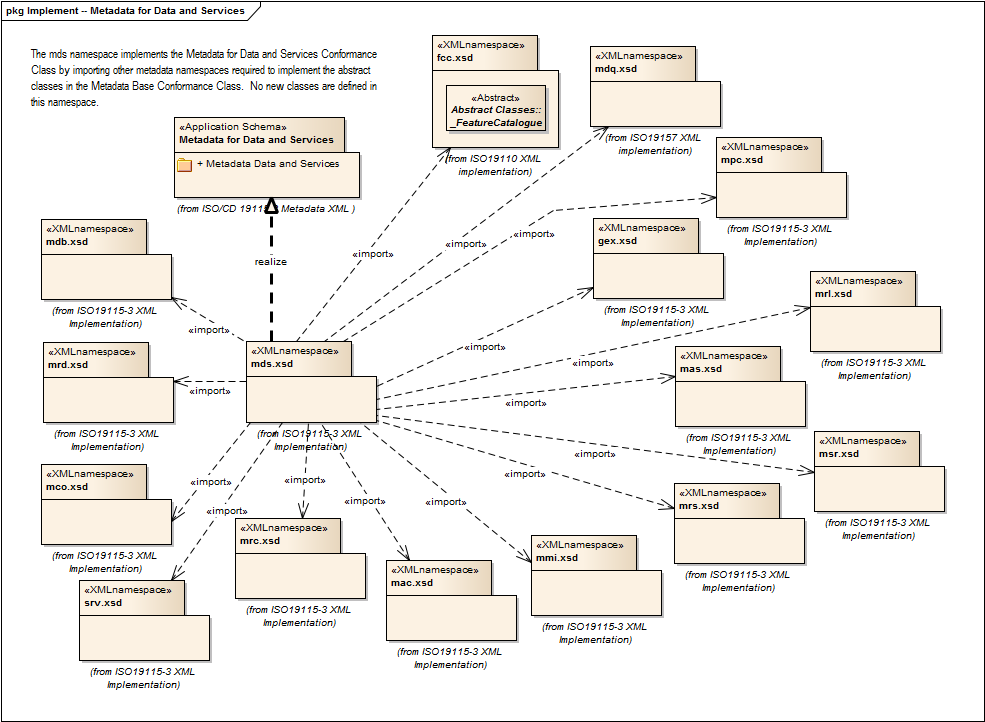 pkg Implement -- Metadata for Data and Services
The mds namespace implements the Metadata for Data and Services Conformance
Class by importing other metadata namespaces required to implement the abstract
classes in the Metadata Base Conformance Class. No new classes are defined in
this namespace.
«XMLnamespace»
fcc.xsd
«Abstract»
Abstract Classes::
_FeatureCatalogue
(from ISO19110 XML
implementation)
«XMLnamespace»
mdq.xsd
(from ISO19157 XML
implementation)
«Application Schema»
Metadata for Data and Services
+ Metadata Data and Services
(from ISO/CD 1911 Metadata XML )
«XMLnamespace»
mpc.xsd
(from ISO19115-3 XML
Implementation)
«XMLnamespace»
mdb.xsd
(from ISO19115-3 XML
Implementation)
«XMLnamespace»
gex.xsd
(from ISO19115-3 XML
Implementation)
realize
«import»
«import»
«import»
«import»
«XMLnamespace»
mrl.xsd
(from ISO19115-3 XML
Implementation)
«XMLnamespace»
mrd.xsd
(from ISO19115-3 XML
Implementation)
«import»
«XMLnamespace»
mds.xsd
(from ISO19115-3 XML
Implementation)
«import»
«import»
«import»
«XMLnamespace»
mas.xsd
(from ISO19115-3 XML
Implementation)
«XMLnamespace»
msr.xsd
(from ISO19115-3 XML
Implementation)
«import»
«import»
«XMLnamespace»
mco.xsd
(from ISO19115-3 XML
Implementation)
«import»
«import»
«import»
«import»
«import»
«XMLnamespace»
mrs.xsd
(from ISO19115-3 XML
Implementation)
«XMLnamespace»
mrc.xsd
(from ISO19115-3 XML
Implementation)
«XMLnamespace»
mmi.xsd
(from ISO19115-3 XML
Implementation)
«XMLnamespace»
mac.xsd
(from ISO19115-3 XML
Implementation)
«XMLnamespace»
srv.xsd
(from ISO19115-3 XML
Implementation)